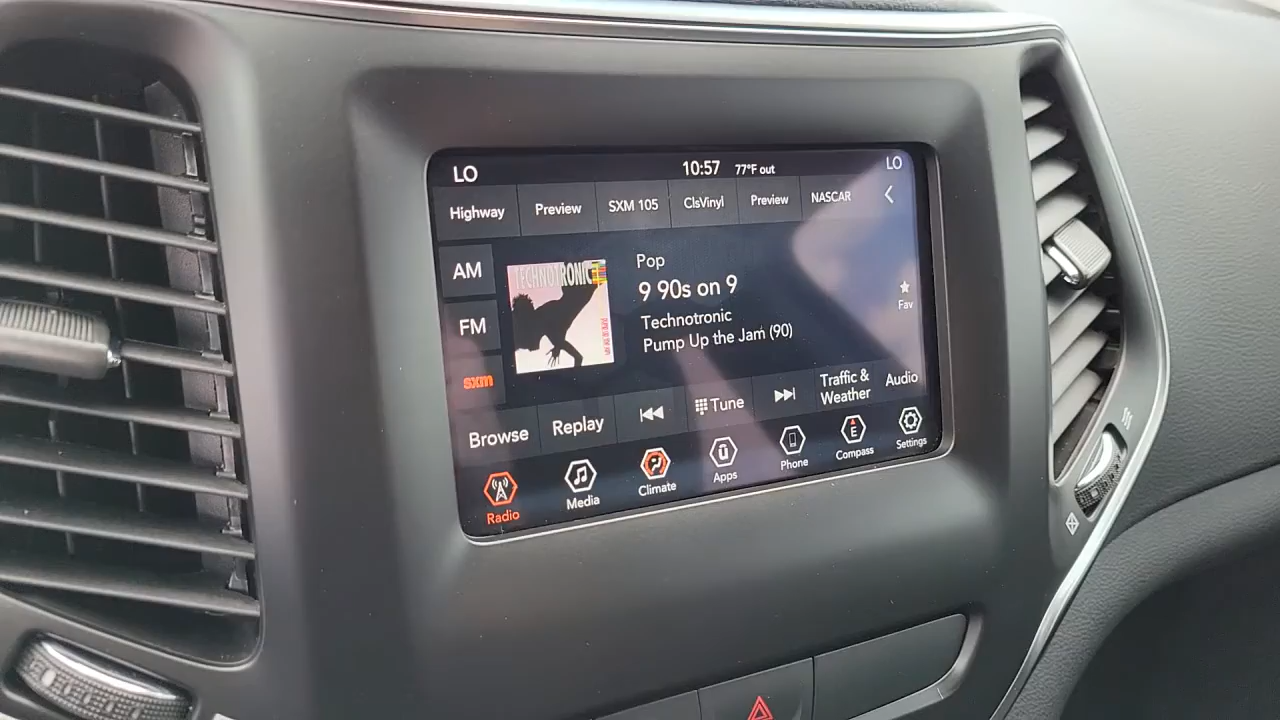 LO 10:57 77°F out LO
Highway Preview SXM 105 ClsVinyl Preview NASCAR
AM
FM
sxm
TECHNOTRONIC
Pop
9 90s on 9
Technotronic
Pump Up the Jam (90)
Fav
Browse Replay Tune Traffic & Weather Audio
Radio Media Climate Apps Phone E Compass Settings